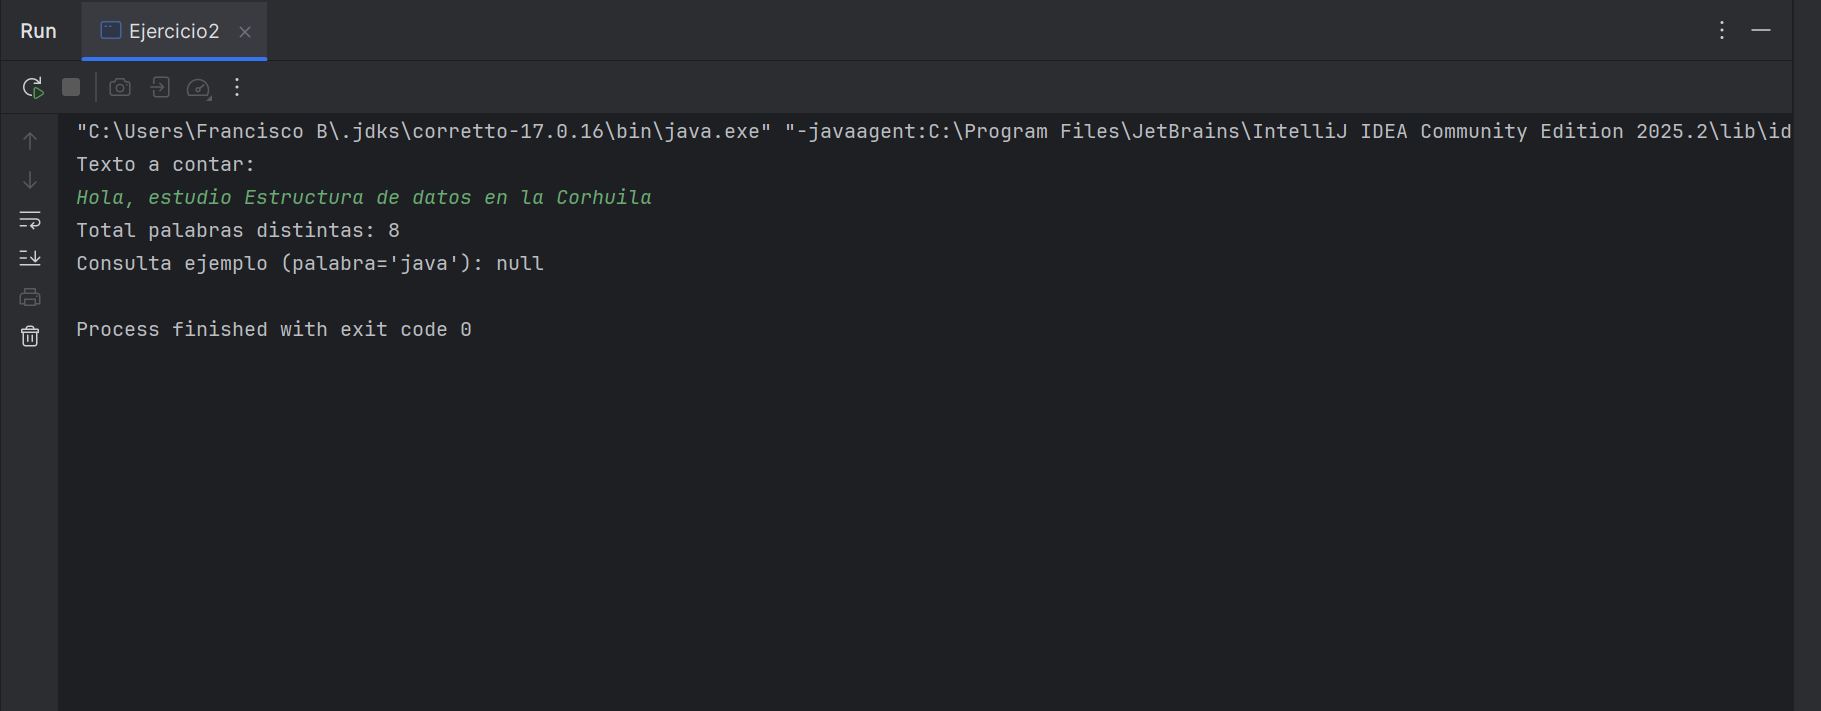 Run Ejercicio2
"C:\Users\Francisco B\.jdks\corretto-17.0.16\bin\java.exe" "-javaagent:C:\Program Files\JetBrains\IntelliJ IDEA Community Edition 2025.2\lib\id
Texto a contar:
Hola, estudio Estructura de datos en la Corhuila
Total palabras distintas: 8
Consulta ejemplo (palabra='java'): null
Process finished with exit code 0